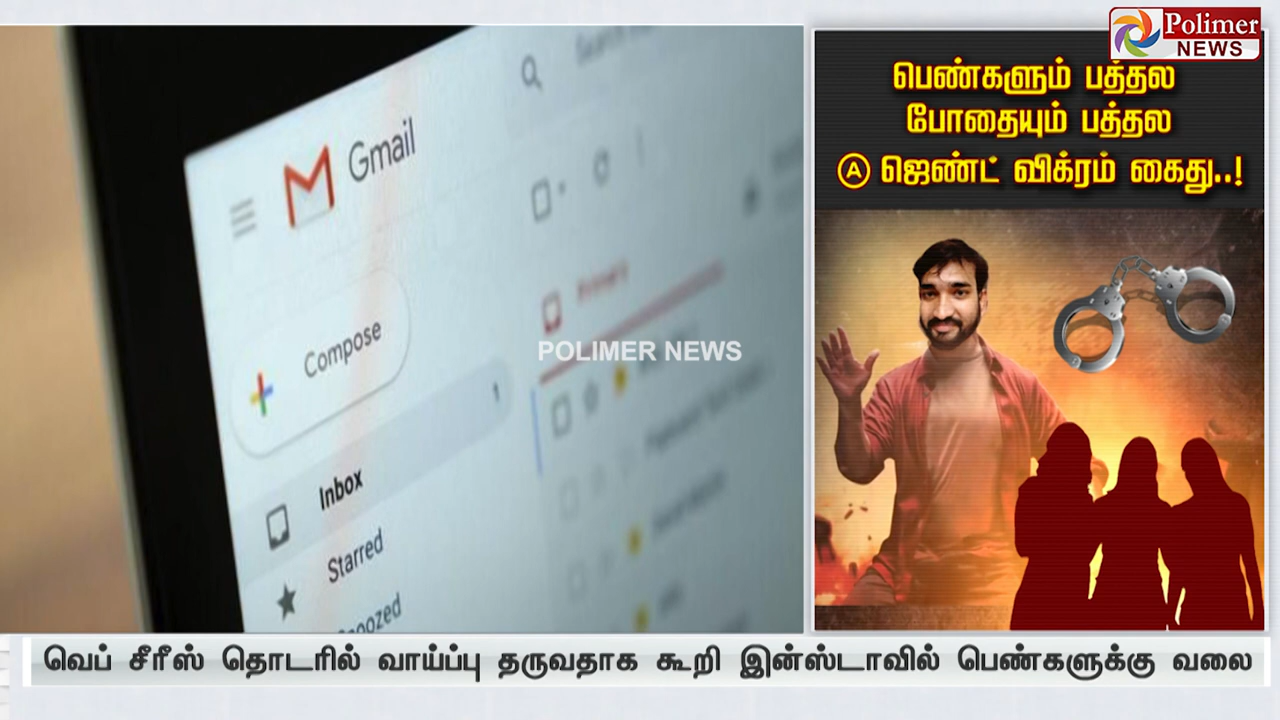 Polimer
NEWS
Gmail
Compose
1
Inbox
Starred
POLIMER NEWS
பெண்களும் பத்தல
போதையும் பத்தல
Ⓐ ஜெண்ட் விக்ரம் கைது..!
வெப் சீரீஸ் தொடரில் வாய்ப்பு தருவதாக கூறி இன்ஸ்டாவில் பெண்களுக்கு வலை